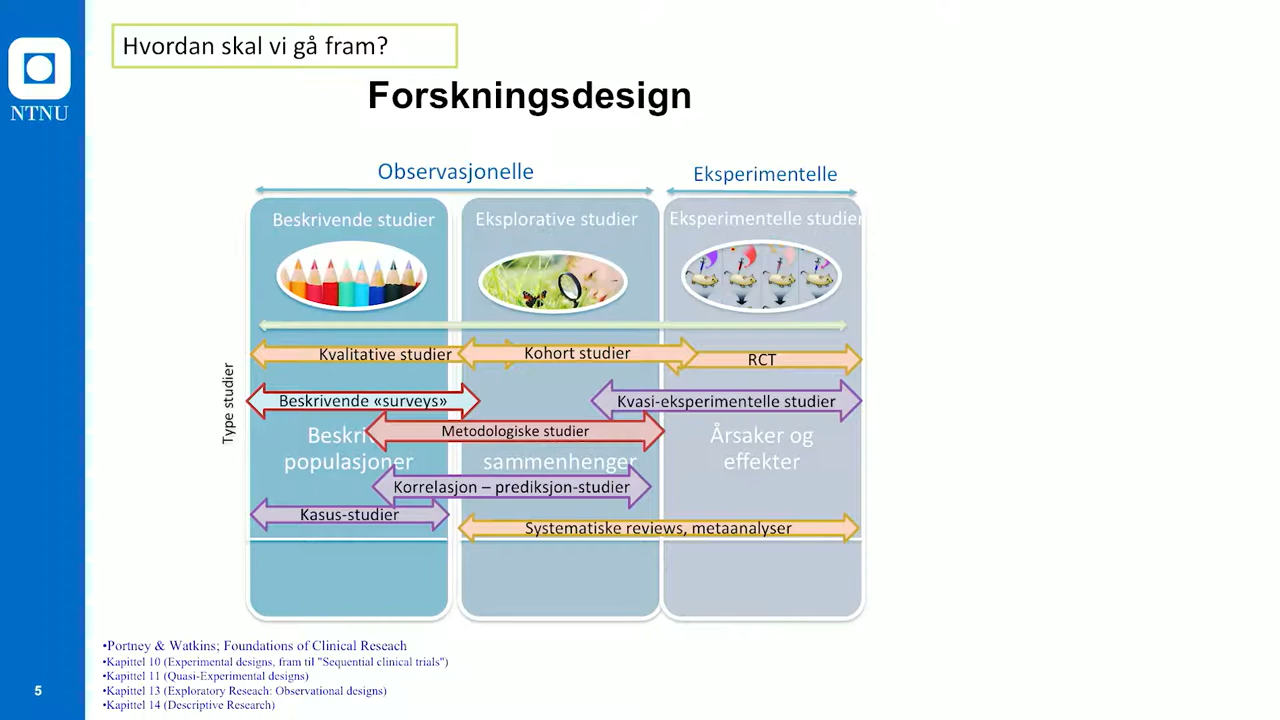 Hvordan skal vi gå fram?
NTNU
Forskningsdesign
Observasjonelle
Eksperimentelle
Beskrivende studier
Eksplorative studier
Eksperimentelle studier
Type studier
Kvalitative studier
Kohort studier
RCT
Beskrivende «surveys»
Kvasi-eksperimentelle studier
Metodologiske studier
populasjoner
sammenhenger
Årsaker og
effekter
Korrelasjon – prediksjon-studier
Kasus-studier
Systematiske reviews, metaanalyser
•Portney & Watkins; Foundations of Clinical Reseach
•Kapittel 10 (Experimental designs, fram til "Sequential clinical trials")
•Kapittel 11 (Quasi-Experimental designs)
•Kapittel 13 (Exploratory Reseach: Observational designs)
•Kapittel 14 (Descriptive Research)
5